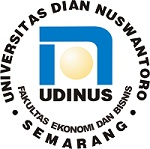 UNIVERSITAS DIAN NUSWANTORO
UDINUS
FAKULTAS EKONOMI DAN BISNIS
• SEMARANG •